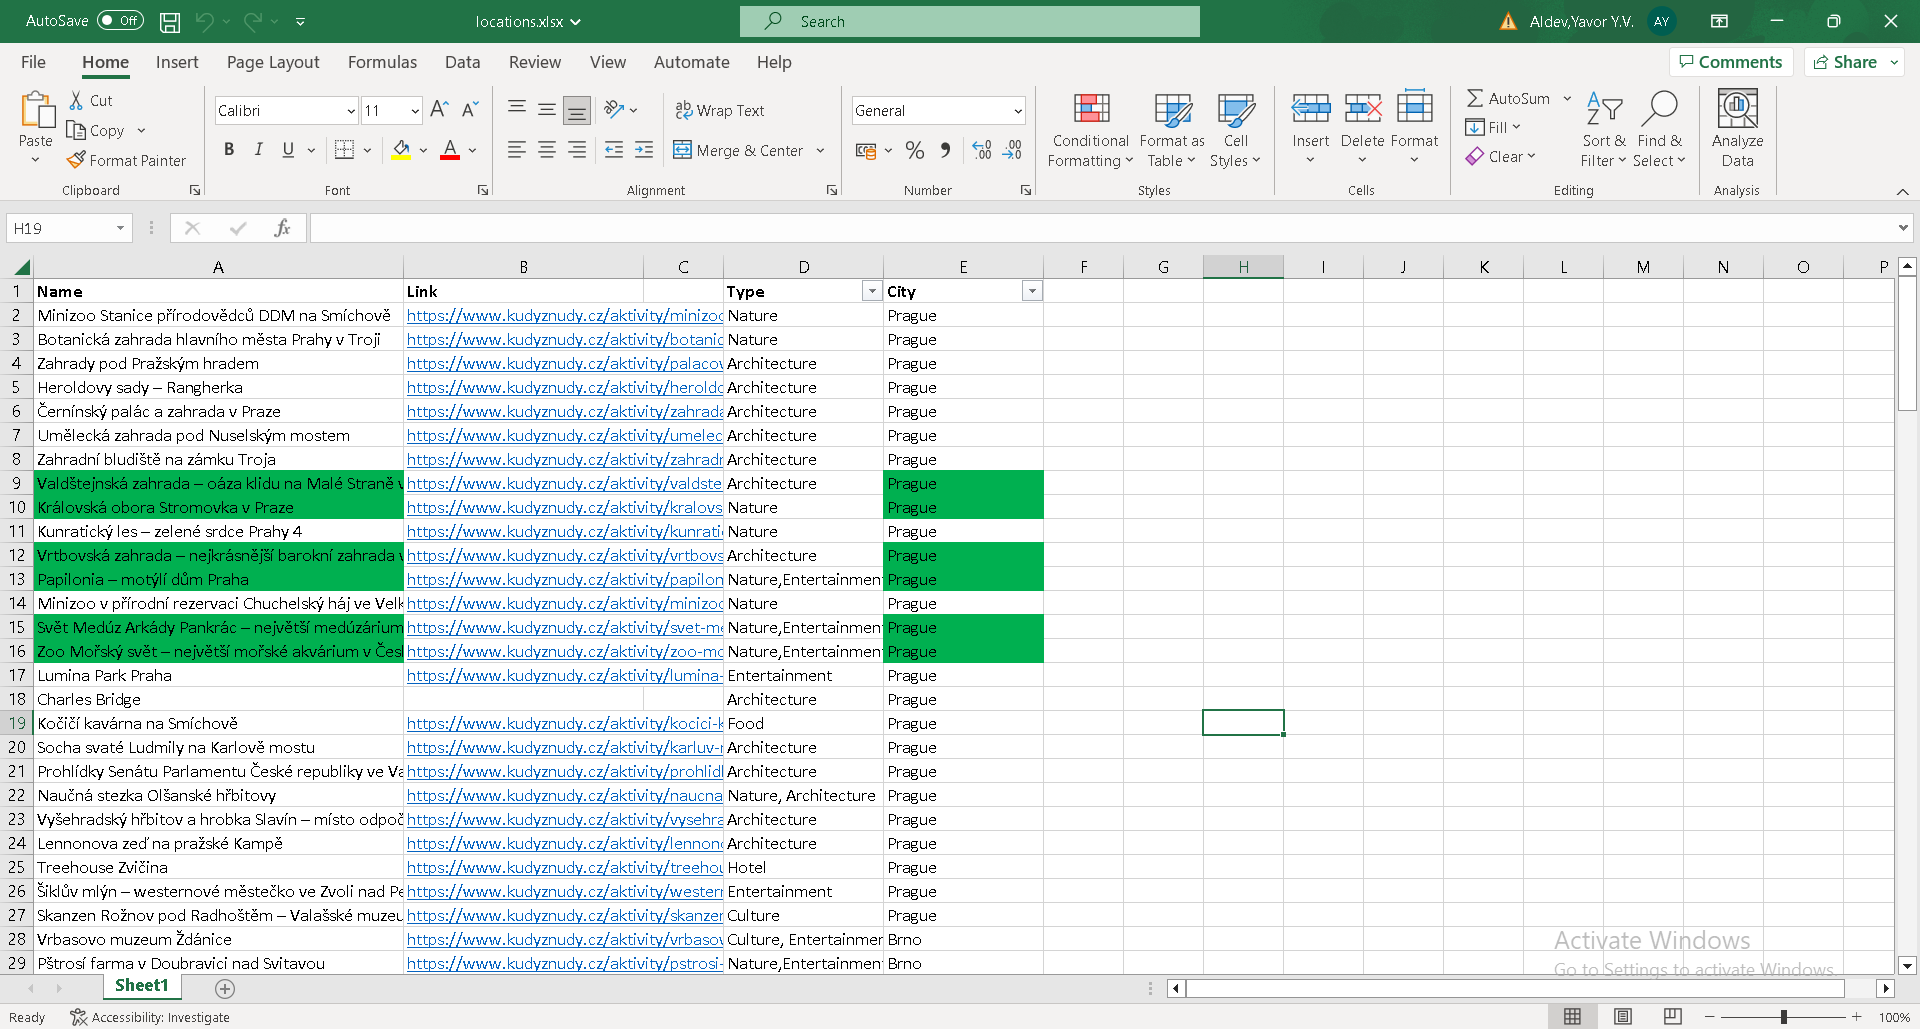 AutoSave Off locations.xlsx Search Aldev,Yavor Y.V. AY
File Home Insert Page Layout Formulas Data Review View Automate Help Comments Share
Paste Cut Copy Format Painter Clipboard
Calibri 11 B I U A Font
Wrap Text Merge & Center Alignment
General % Number
Conditional Formatting Format as Table Cell Styles Styles
Insert Delete Format Cells
AutoSum Fill Clear Sort & Filter Find & Select Editing
Analyze Data Analysis
H19 fx
A B C D E F G H I J K L M N O P
1 Name Link Type City
2 Minizoo Stanice přírodovědců DDM na Smíchově https://www.kudyznudy.cz/aktivity/minizoo Nature Prague
3 Botanická zahrada hlavního města Prahy v Troji https://www.kudyznudy.cz/aktivity/botanic Nature Prague
4 Zahrady pod Pražským hradem https://www.kudyznudy.cz/aktivity/palacov Architecture Prague
5 Heroldovy sady – Rangherka https://www.kudyznudy.cz/aktivity/heroldo Architecture Prague
6 Černínský palác a zahrada v Praze https://www.kudyznudy.cz/aktivity/zahrada Architecture Prague
7 Umělecká zahrada pod Nuselským mostem https://www.kudyznudy.cz/aktivity/umelec Architecture Prague
8 Zahradní bludiště na zámku Troja https://www.kudyznudy.cz/aktivity/zahradn Architecture Prague
9 Valdštejnská zahrada – oáza klidu na Malé Straně v https://www.kudyznudy.cz/aktivity/valdste Architecture Prague
10 Královská obora Stromovka v Praze https://www.kudyznudy.cz/aktivity/kralovs Nature Prague
11 Kunratický les – zelené srdce Prahy 4 https://www.kudyznudy.cz/aktivity/kunrati Nature Prague
12 Vrtbovská zahrada – nejkrásnější barokní zahrada v https://www.kudyznudy.cz/aktivity/vrtbovs Architecture Prague
13 Papilonia – motýlí dům Praha https://www.kudyznudy.cz/aktivity/papilon Nature,Entertainment Prague
14 Minizoo v přírodní rezervaci Chuchelský háj ve Velk https://www.kudyznudy.cz/aktivity/minizoo Nature Prague
15 Svět Medúz Arkády Pankrác – největší medúzárium https://www.kudyznudy.cz/aktivity/svet-me Nature,Entertainment Prague
16 Zoo Mořský svět – největší mořské akvárium v Česk https://www.kudyznudy.cz/aktivity/zoo-mo Nature,Entertainment Prague
17 Lumina Park Praha https://www.kudyznudy.cz/aktivity/lumina- Entertainment Prague
18 Charles Bridge Architecture Prague
19 Kočičí kavárna na Smíchově https://www.kudyznudy.cz/aktivity/kocici-k Food Prague
20 Socha svaté Ludmily na Karlově mostu https://www.kudyznudy.cz/aktivity/karluv-m Architecture Prague
21 Prohlídky Senátu Parlamentu České republiky ve Va https://www.kudyznudy.cz/aktivity/prohlidk Architecture Prague
22 Naučná stezka Olšanské hřbitovy https://www.kudyznudy.cz/aktivity/naucna Nature, Architecture Prague
23 Vyšehradský hřbitov a hrobka Slavín – místo odpoč https://www.kudyznudy.cz/aktivity/vysehra Architecture Prague
24 Lennonova zeď na pražské Kampě https://www.kudyznudy.cz/aktivity/lennono Architecture Prague
25 Treehouse Zvičina https://www.kudyznudy.cz/aktivity/treehou Hotel Prague
26 Šiklův mlýn – westernové městečko ve Zvoli nad Pe https://www.kudyznudy.cz/aktivity/western Entertainment Prague
27 Skanzen Rožnov pod Radhoštěm – Valašské muzeu https://www.kudyznudy.cz/aktivity/skanzen Culture Prague
28 Vrbasovo muzeum Ždánice https://www.kudyznudy.cz/aktivity/vrbasov Culture, Entertainmen Brno
29 Pštrosí farma v Doubravici nad Svitavou https://www.kudyznudy.cz/aktivity/pstrosi- Nature,Entertainment Brno
Activate Windows
Go to Settings to activate Windows.
Sheet1
Ready Accessibility: Investigate 100%